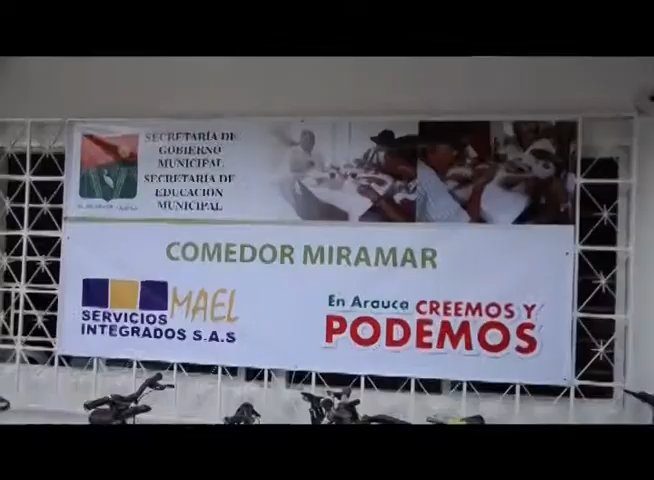 SECRETARÍA DE
GOBIERNO
MUNICIPAL
SECRETARÍA DE
EDUCACIÓN
MUNICIPAL
COMEDOR MIRAMAR
MAEL
SERVICIOS
INTEGRADOS S.A.S
En Arauca CREEMOS Y
PODEMOS